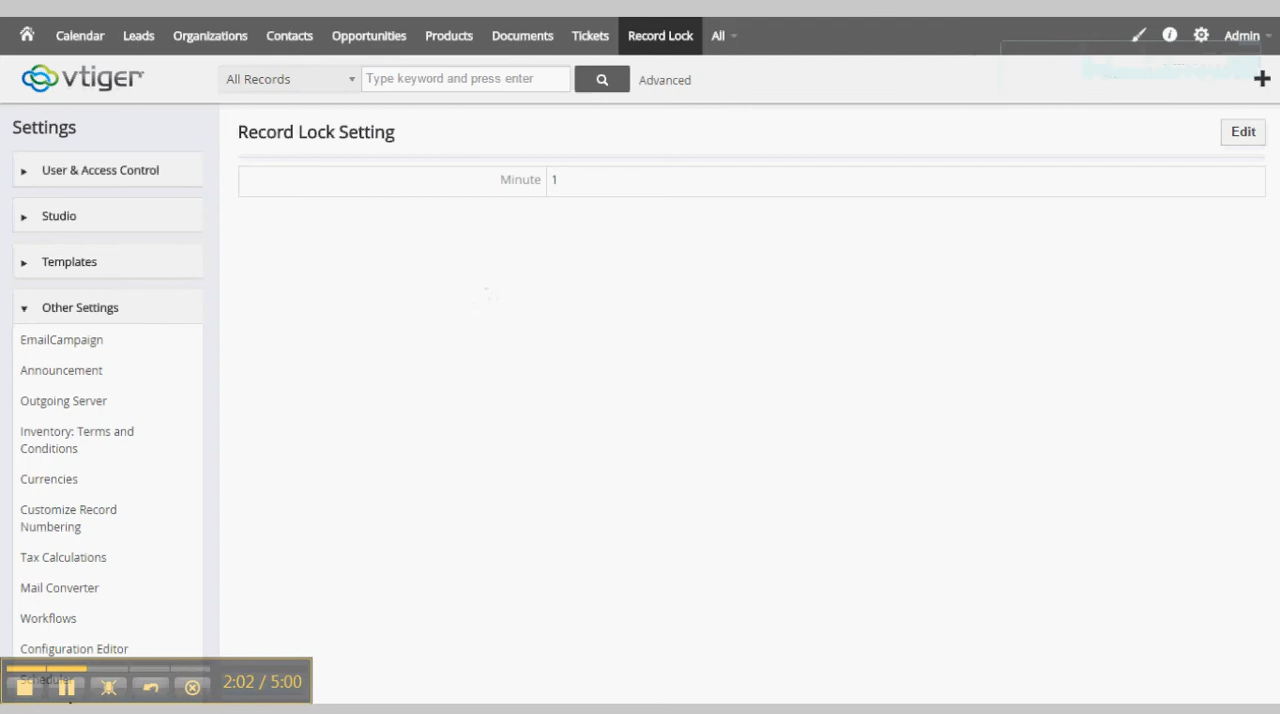 Calendar Leads Organizations Contacts Opportunities Products Documents Tickets Record Lock All Admin
vtiger All Records Type keyword and press enter Advanced
Settings
Record Lock Setting Edit
User & Access Control
Minute 1
Studio
Templates
Other Settings
EmailCampaign
Announcement
Outgoing Server
Inventory: Terms and
Conditions
Currencies
Customize Record
Numbering
Tax Calculations
Mail Converter
Workflows
Configuration Editor
Scheduler
2:02 / 5:00